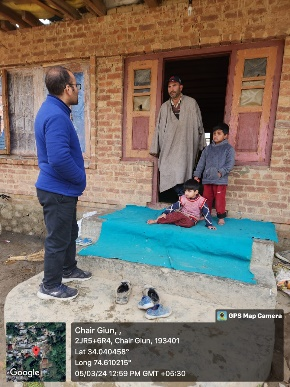 GPS Map Camera
Chair Giun, ,
2JR5+6R4, Chair Giun, 193401
Lat 34.040458°
Long 74.610215°
05/03/24 12:59 PM GMT +05:30
Google